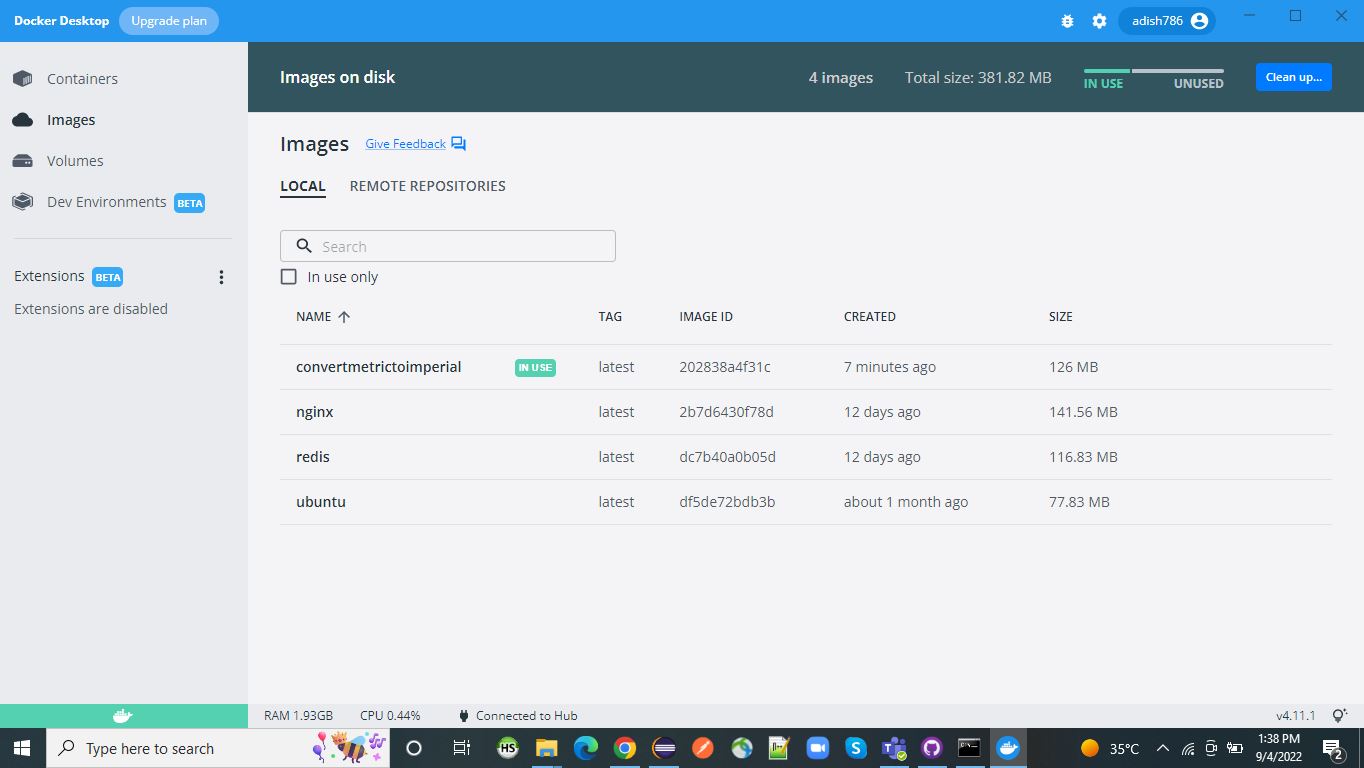 Docker Desktop Upgrade plan adish786
Containers
Images
Volumes
Dev Environments BETA
Extensions BETA
Extensions are disabled
Images on disk 4 images Total size: 381.82 MB IN USE UNUSED Clean up...
Images Give Feedback
LOCAL REMOTE REPOSITORIES
Search
In use only
NAME TAG IMAGE ID CREATED SIZE
convertmetrictoimperial IN USE latest 202838a4f31c 7 minutes ago 126 MB
nginx latest 2b7d6430f78d 12 days ago 141.56 MB
redis latest dc7b40a0b05d 12 days ago 116.83 MB
ubuntu latest df5de72bdb3b about 1 month ago 77.83 MB
RAM 1.93GB CPU 0.44% Connected to Hub v4.11.1
Type here to search HS 35°C 1:38 PM
9/4/2022 2